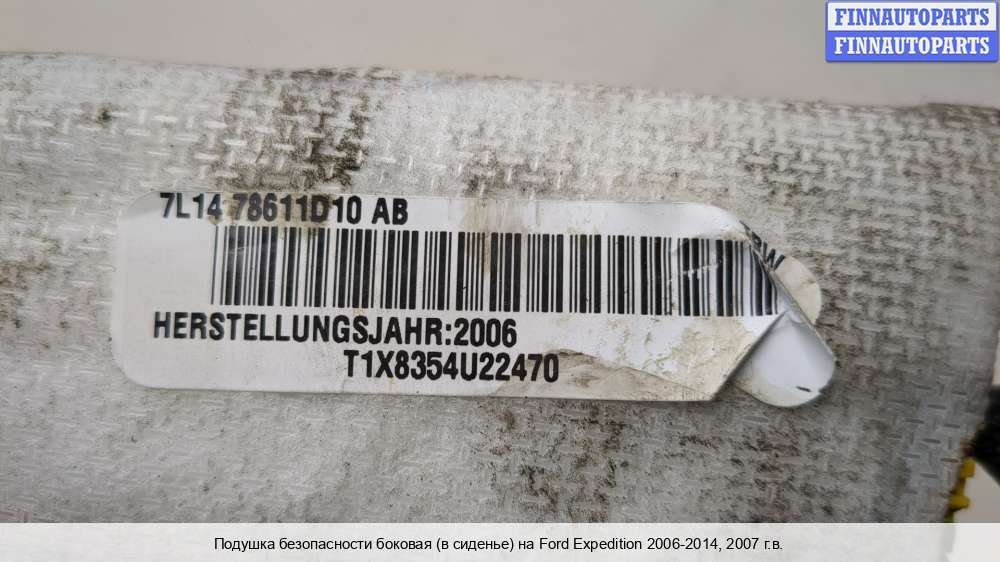 FINNAUTOPARTS
FINNAUTOPARTS
7L14 78611D10 AB
HERSTELLUNGSJAHR:2006
T1X8354U22470
Подушка безопасности боковая (в сиденье) на Ford Expedition 2006-2014, 2007 г.в.